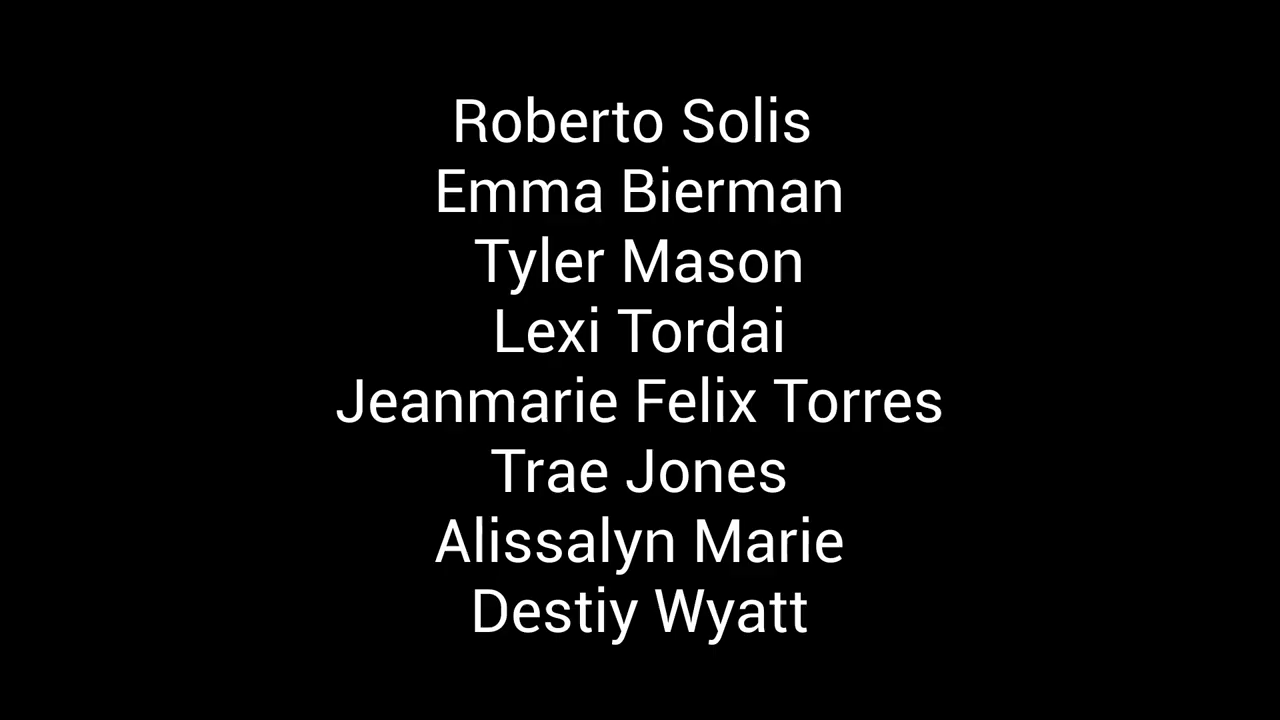 Roberto Solis
Emma Bierman
Tyler Mason
Lexi Tordai
Jeanmarie Felix Torres
Trae Jones
Alissalyn Marie
Destiy Wyatt